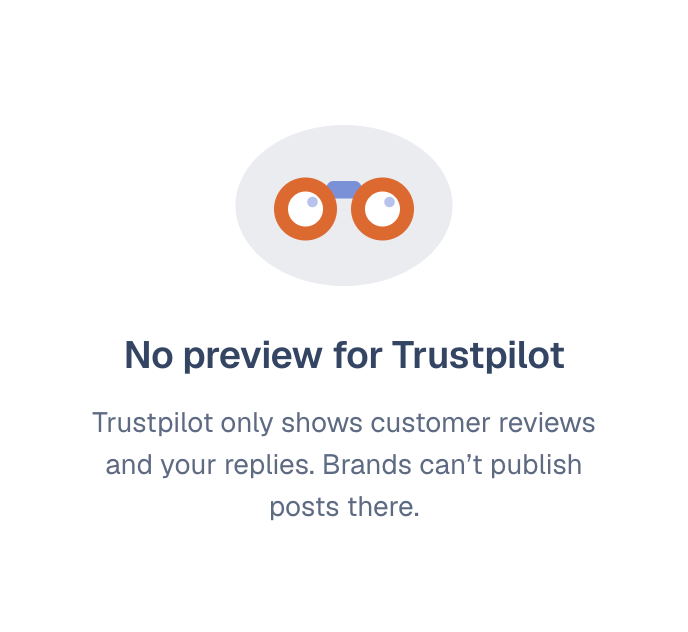 No preview for Trustpilot
Trustpilot only shows customer reviews
and your replies. Brands can’t publish
posts there.